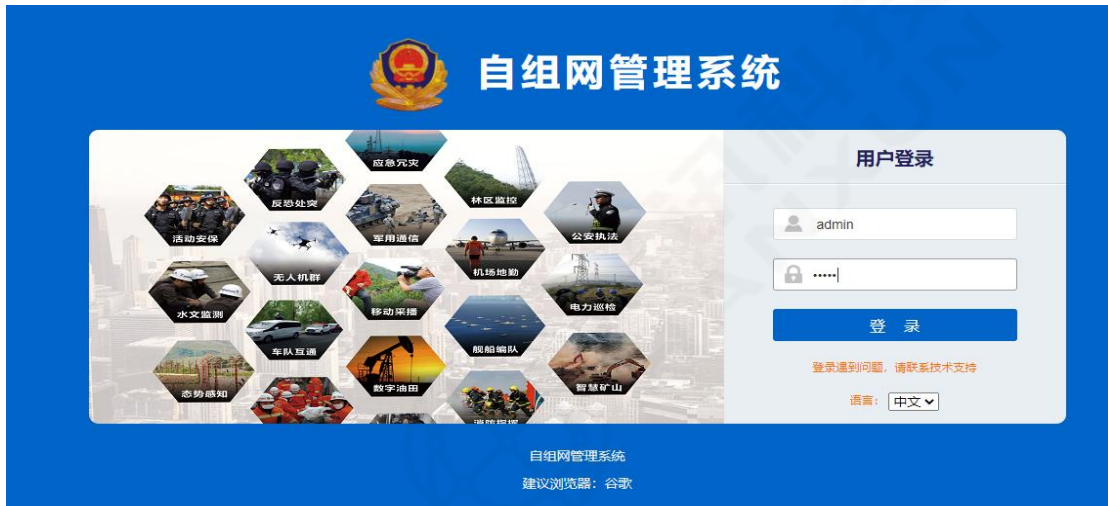 自组网管理系统
应急冗灾
反恐处突
林区监控
活动安保
军用通信
公安执法
无人机群
机场地勤
水文监测
移动采播
电力巡检
车队互通
舰船编队
态势感知
数字油田
智慧矿山
消防指挥
用户登录
admin
•••••
登 录
登录遇到问题，请联系技术支持
语言： 中文
自组网管理系统
建议浏览器：谷歌